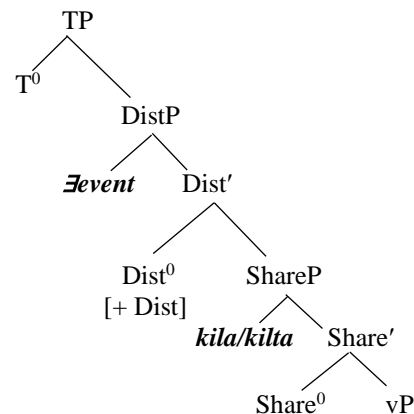 TP
T⁰
DistP
∃event Dist′
Dist⁰ ShareP
[+ Dist]
kila/kilta Share′
Share⁰ vP